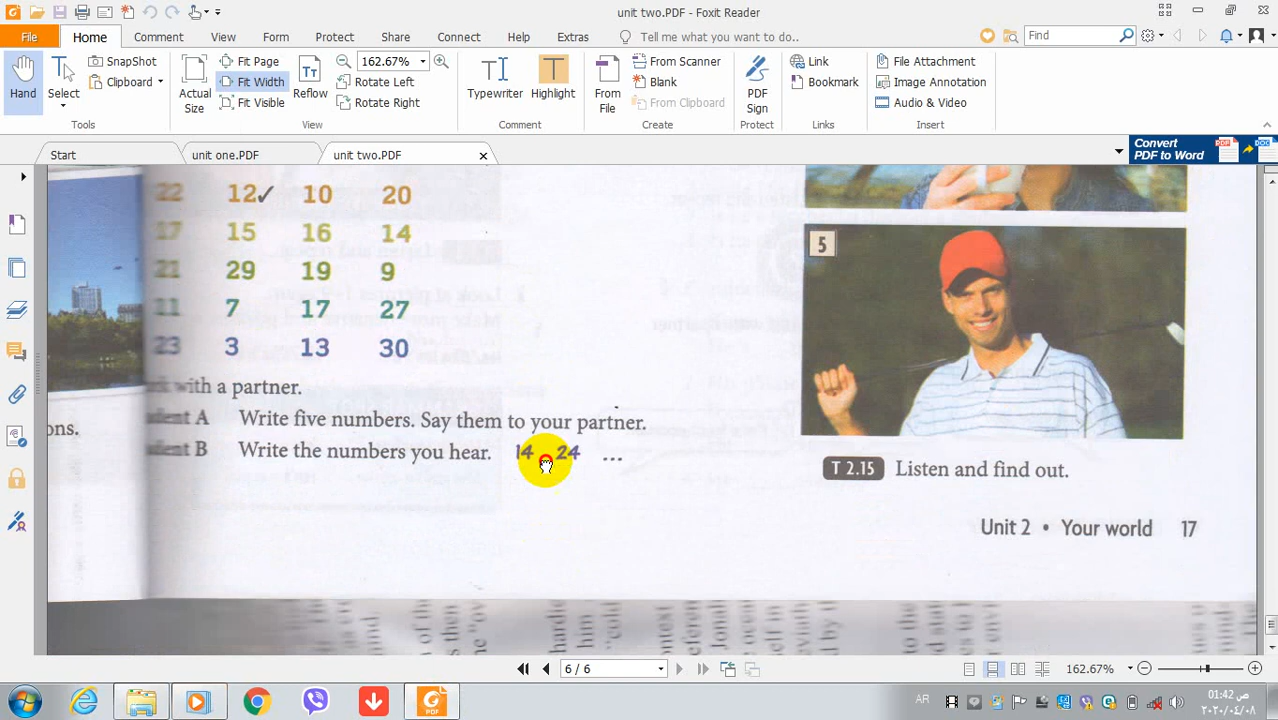 unit two.PDF - Foxit Reader
File Home Comment View Form Protect Share Connect Help Extras Tell me what you want to do.. Find
Hand Select SnapShot Clipboard Actual Size Fit Page Fit Width Fit Visible Reflow 162.67% Rotate Left Rotate Right Typewriter Highlight From File From Scanner Blank From Clipboard PDF Sign Link Bookmark File Attachment Image Annotation Audio & Video
Tools View Comment Create Protect Links Insert
Start unit one.PDF unit two.PDF Convert PDF to Word
22 12✓ 10 20
17 15 16 14
21 29 19 9
11 7 17 27
23 3 13 30
5
with a partner.
ons.
A Write five numbers. Say them to your partner.
B Write the numbers you hear. 14 24 ...
T 2.15 Listen and find out.
Unit 2 • Your world 17
6 / 6 162.67%
AR 01:42 ص
٢٠٢٠/٠٤/٠٨